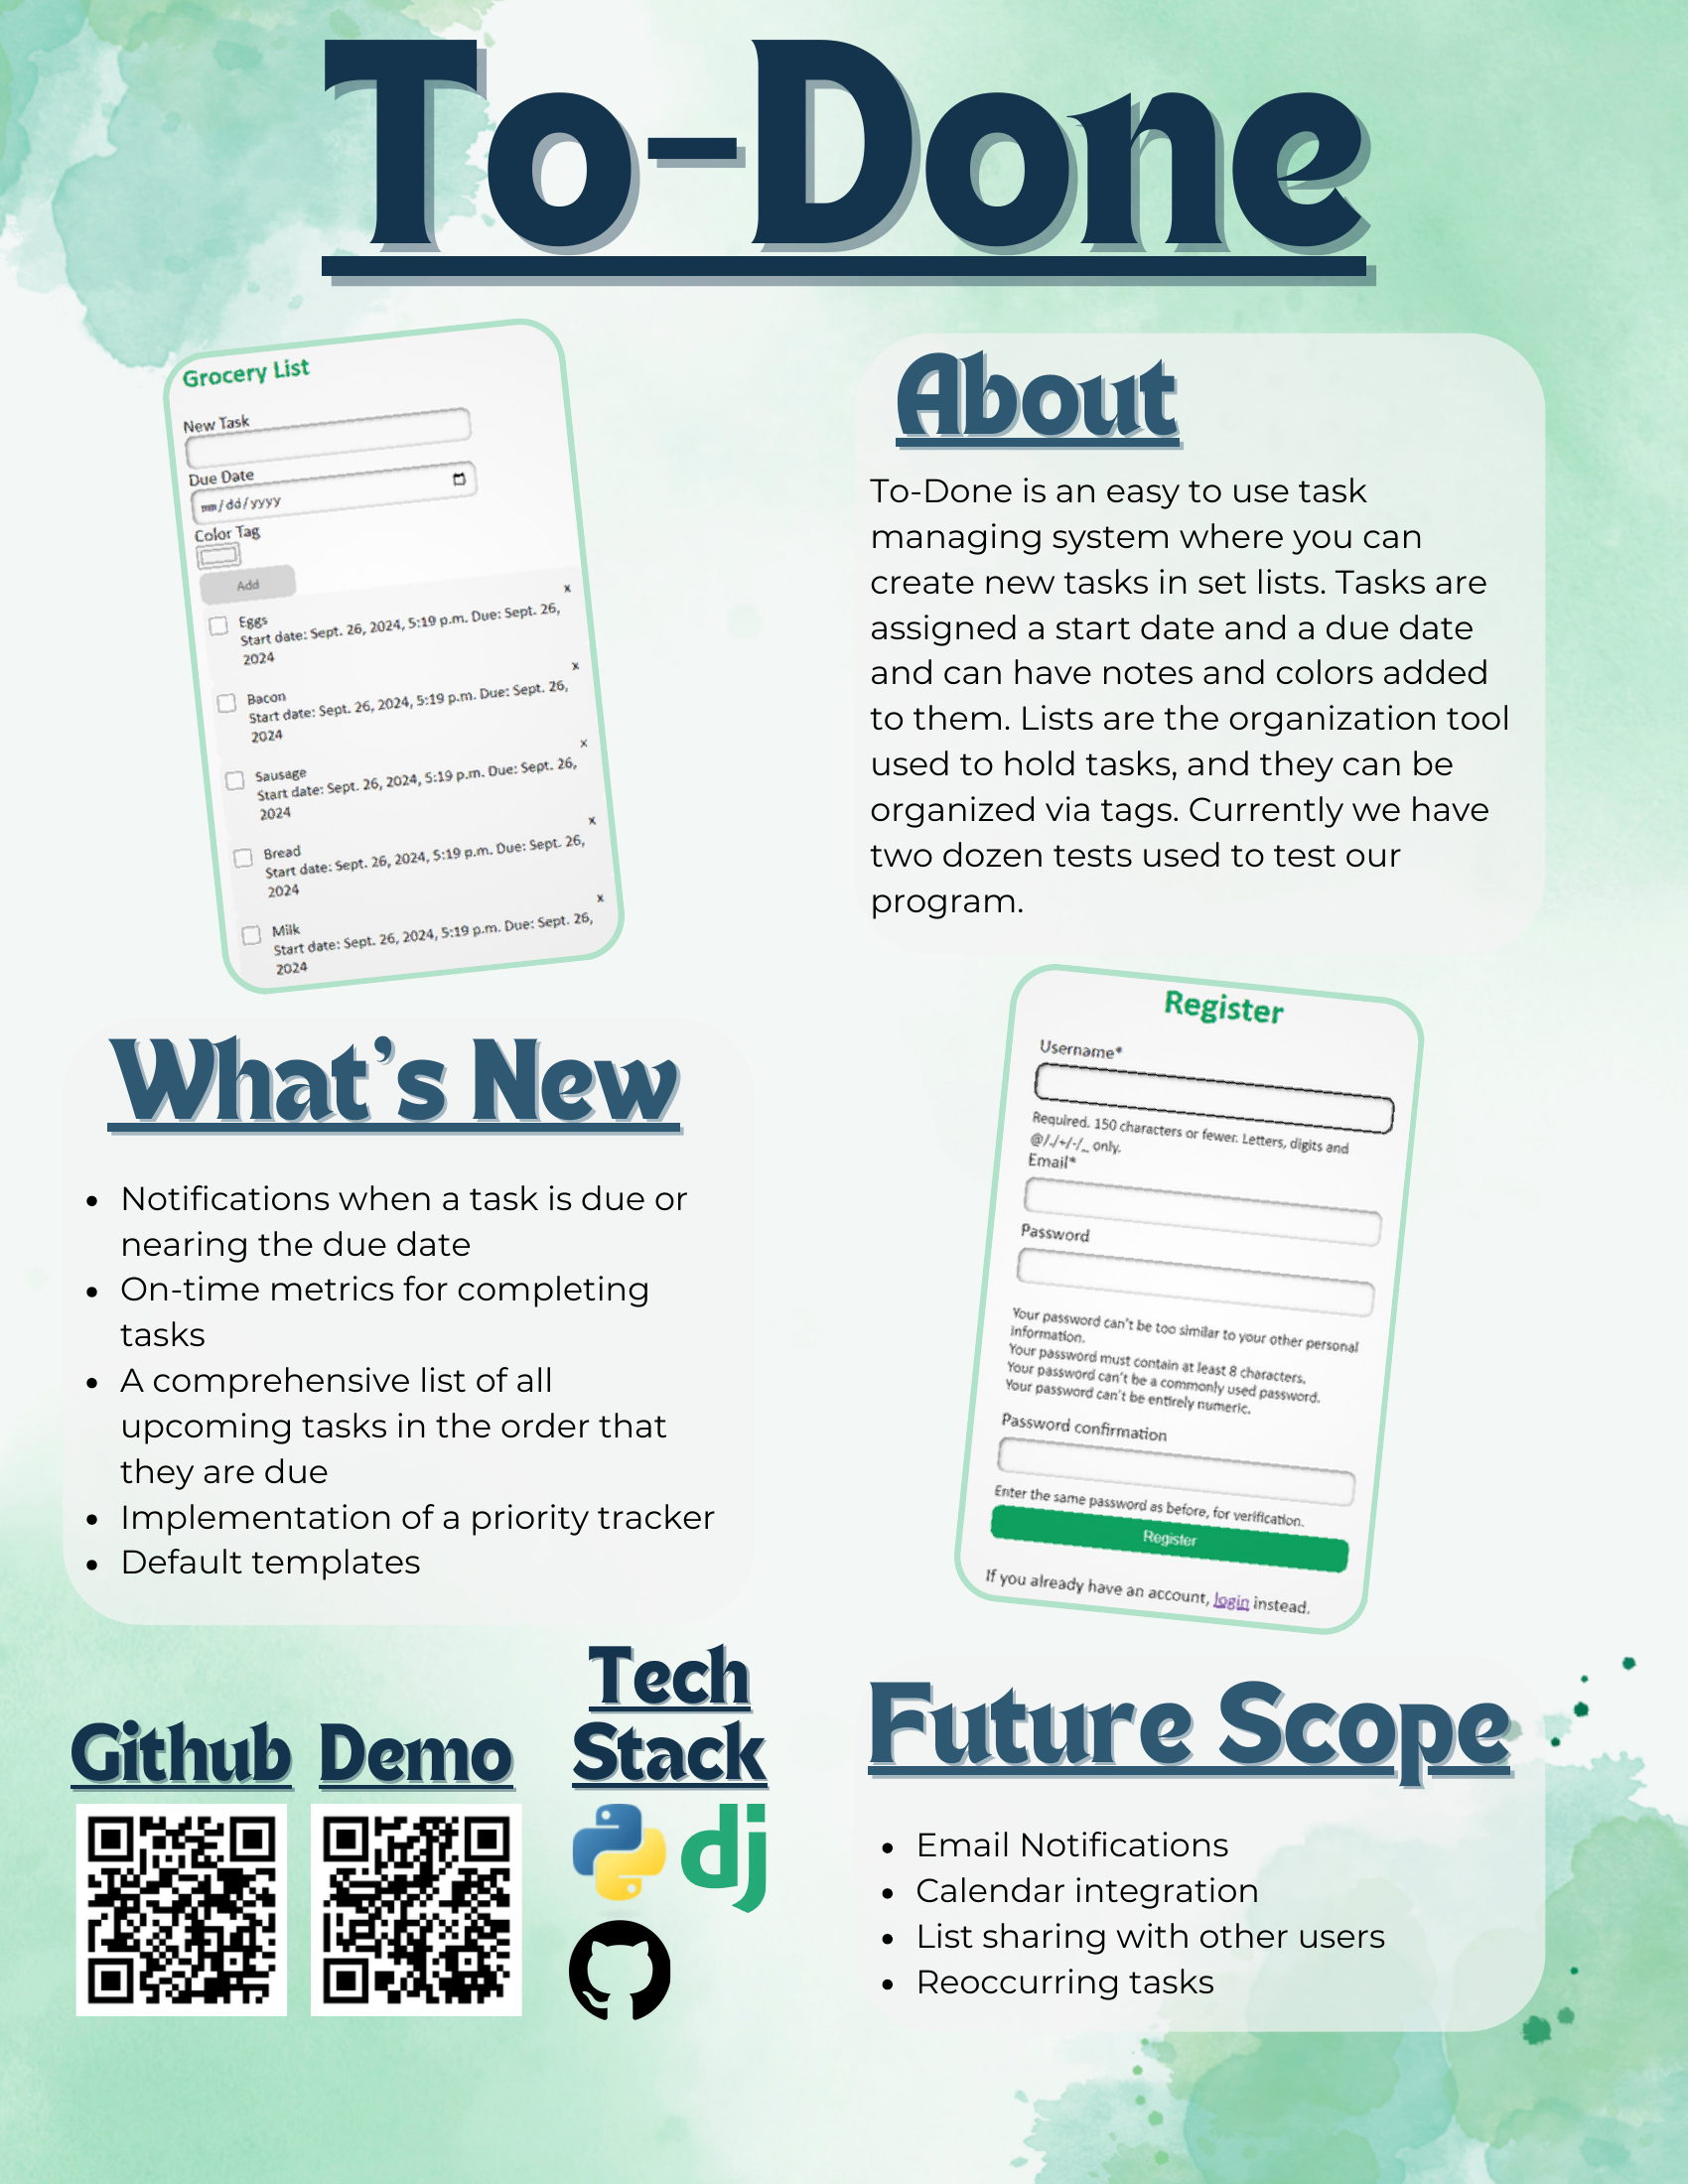 To-Done
Grocery List
New Task
Due Date
mm/dd/yyyy
Color Tag
Add
x
Eggs
Start date: Sept. 26, 2024, 5:19 p.m. Due: Sept. 26,
2024
x
Bacon
Start date: Sept. 26, 2024, 5:19 p.m. Due: Sept. 26,
2024
x
Sausage
Start date: Sept. 26, 2024, 5:19 p.m. Due: Sept. 26,
2024
x
Bread
Start date: Sept. 26, 2024, 5:19 p.m. Due: Sept. 26,
2024
x
Milk
Start date: Sept. 26, 2024, 5:19 p.m. Due: Sept. 26,
2024
About
To-Done is an easy to use task
managing system where you can
create new tasks in set lists. Tasks are
assigned a start date and a due date
and can have notes and colors added
to them. Lists are the organization tool
used to hold tasks, and they can be
organized via tags. Currently we have
two dozen tests used to test our
program.
What's New
• Notifications when a task is due or
nearing the due date
• On-time metrics for completing
tasks
• A comprehensive list of all
upcoming tasks in the order that
they are due
• Implementation of a priority tracker
• Default templates
Register
Username*
Required. 150 characters or fewer. Letters, digits and
@/./+/-/_ only.
Email*
Password
Your password can't be too similar to your other personal
information.
Your password must contain at least 8 characters.
Your password can't be a commonly used password.
Your password can't be entirely numeric.
Password confirmation
Enter the same password as before, for verification.
Register
If you already have an account, login instead.
Github
Demo
Tech
Stack
dj
Future Scope
• Email Notifications
• Calendar integration
• List sharing with other users
• Reoccurring tasks